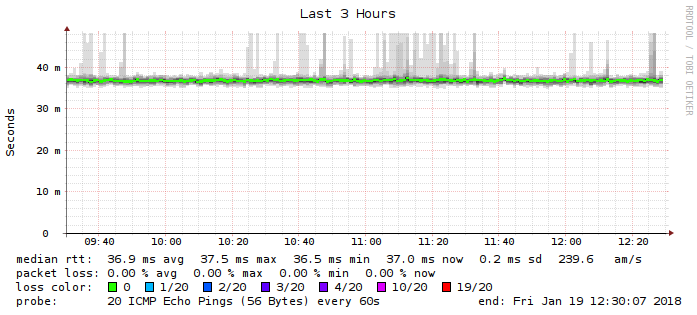 Last 3 Hours
RRDTOOL / TOBI OETIKER
Seconds
40 m
30 m
20 m
10 m
0
09:40 10:00 10:20 10:40 11:00 11:20 11:40 12:00 12:20
median rtt: 36.9 ms avg 37.5 ms max 36.5 ms min 37.0 ms now 0.2 ms sd 239.6 am/s
packet loss: 0.00 % avg 0.00 % max 0.00 % min 0.00 % now
loss color: 0 1/20 2/20 3/20 4/20 10/20 19/20
probe: 20 ICMP Echo Pings (56 Bytes) every 60s end: Fri Jan 19 12:30:07 2018